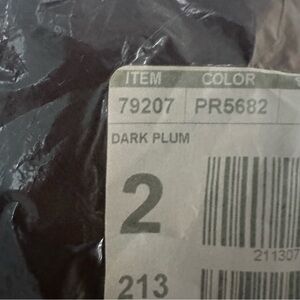 ITEM COLOR
79207 PR5682
DARK PLUM
2
211307
213